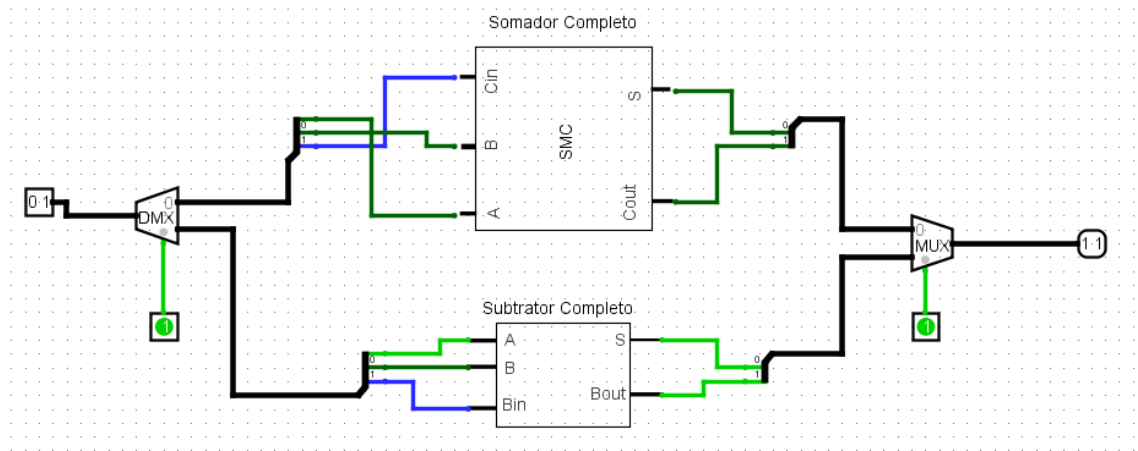 Somador Completo
Cin
B
A
SMC
S
Cout
0
1
0
1
0 1
0
DMX
1
0
MUX
1 1
1
Subtrator Completo
A
B
Bin
S
Bout
0
1
0
1